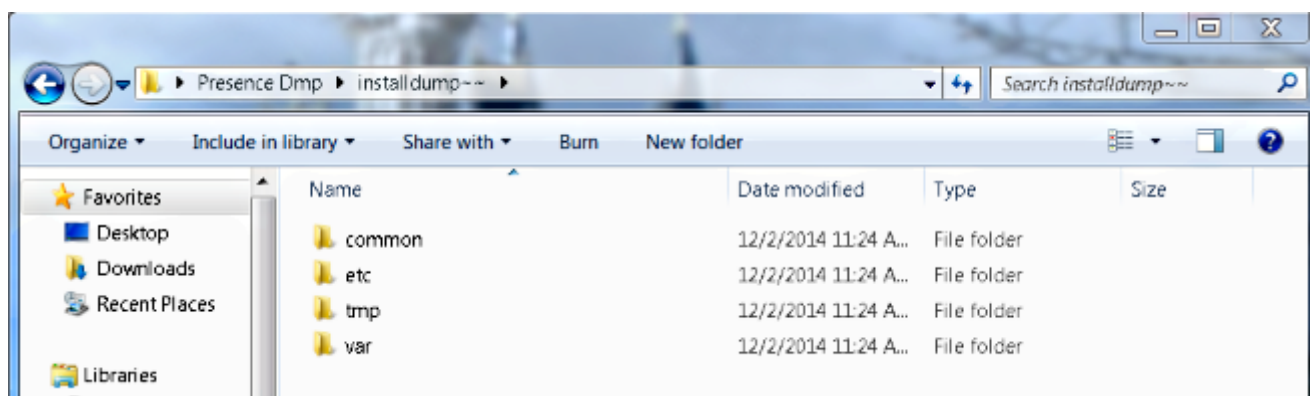 Presence Dmp installdump~~ Search installdump~~
Organize Include in library Share with Burn New folder
Favorites
Desktop
Downloads
Recent Places
Libraries
Name Date modified Type Size
common 12/2/2014 11:24 A... File folder
etc 12/2/2014 11:24 A... File folder
tmp 12/2/2014 11:24 A... File folder
var 12/2/2014 11:24 A... File folder